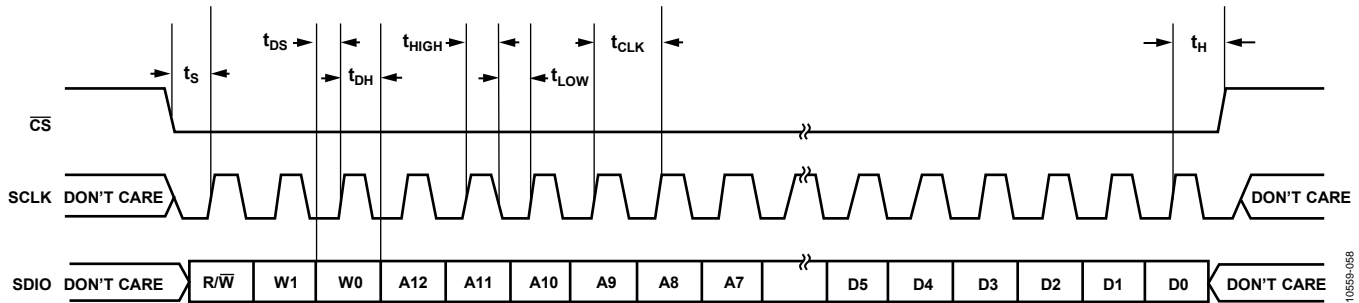 tDS
tHIGH
tCLK
tH
tS
tDH
tLOW
CS
SCLK DON'T CARE DON'T CARE
SDIO DON'T CARE R/W W1 W0 A12 A11 A10 A9 A8 A7 D5 D4 D3 D2 D1 D0 DON'T CARE
10559-058